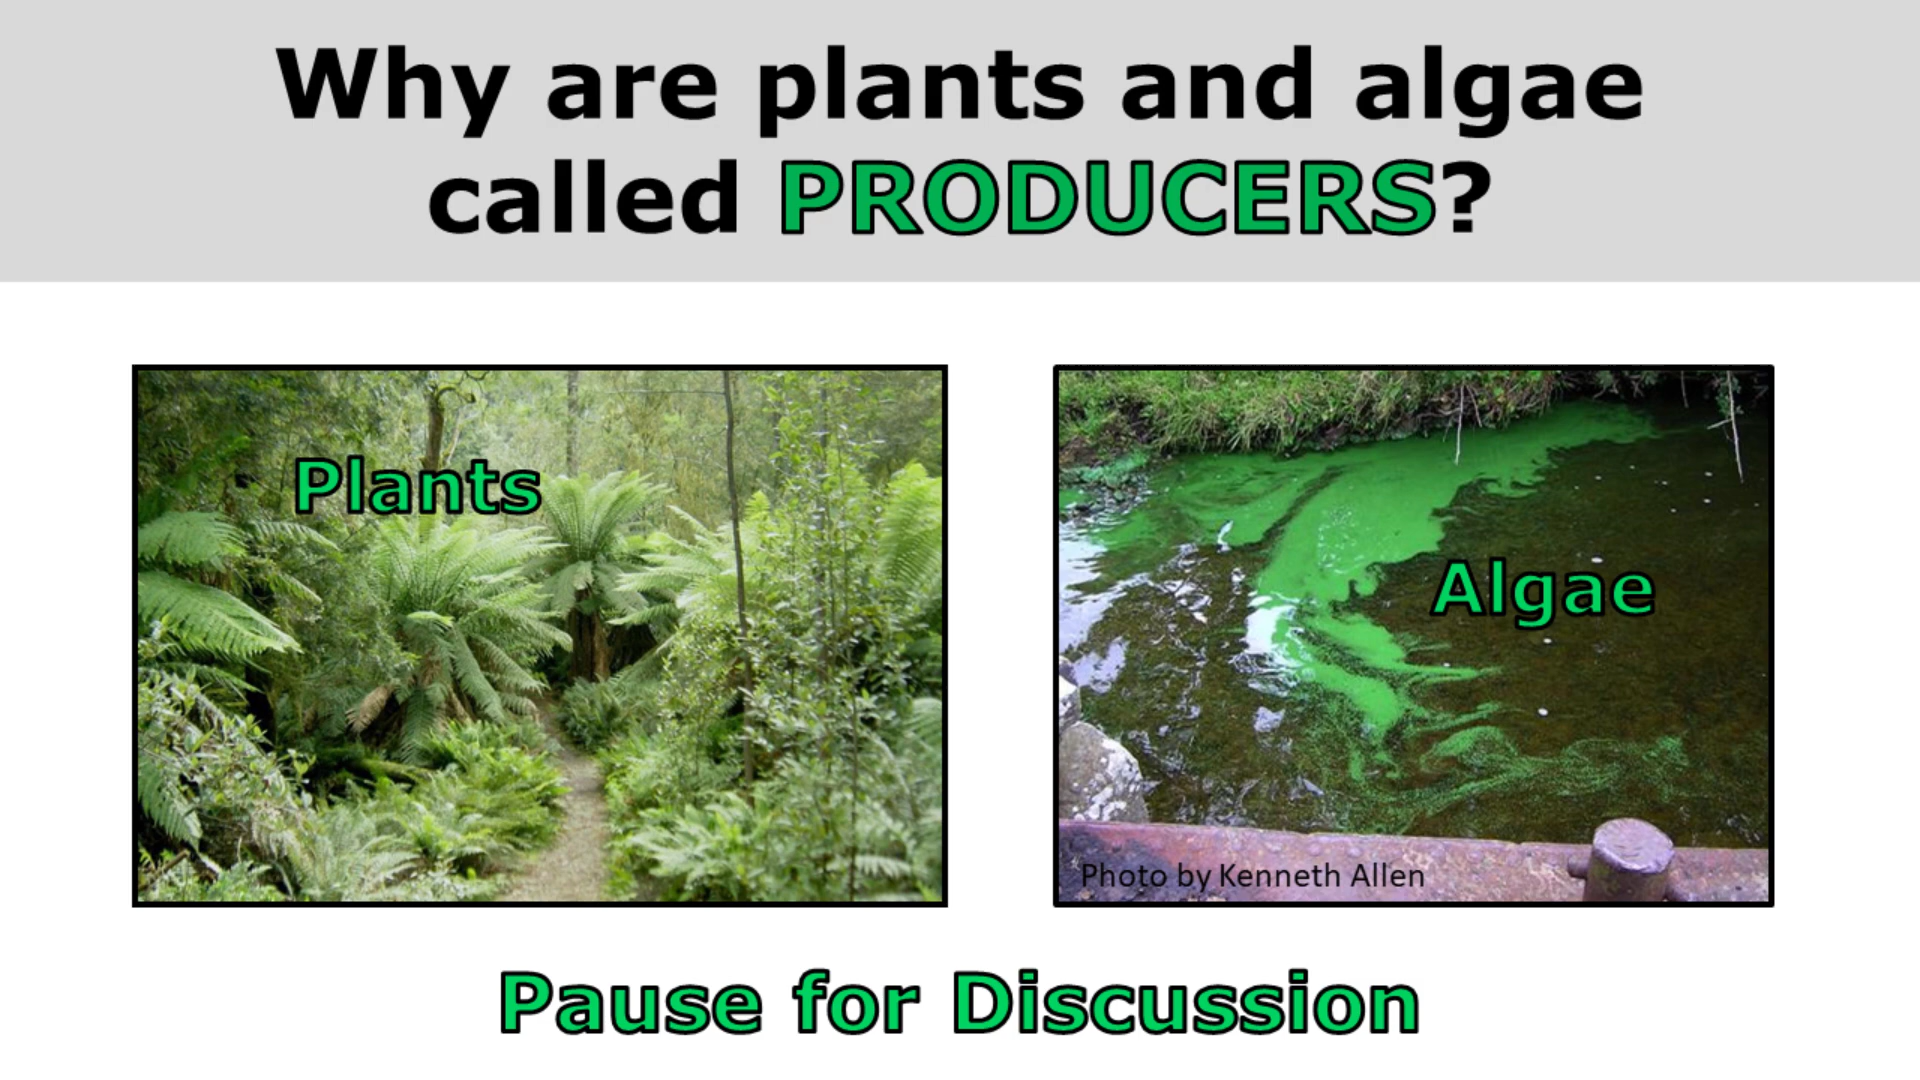 Why are plants and algae
called PRODUCERS?
Plants
Algae
Photo by Kenneth Allen
Pause for Discussion